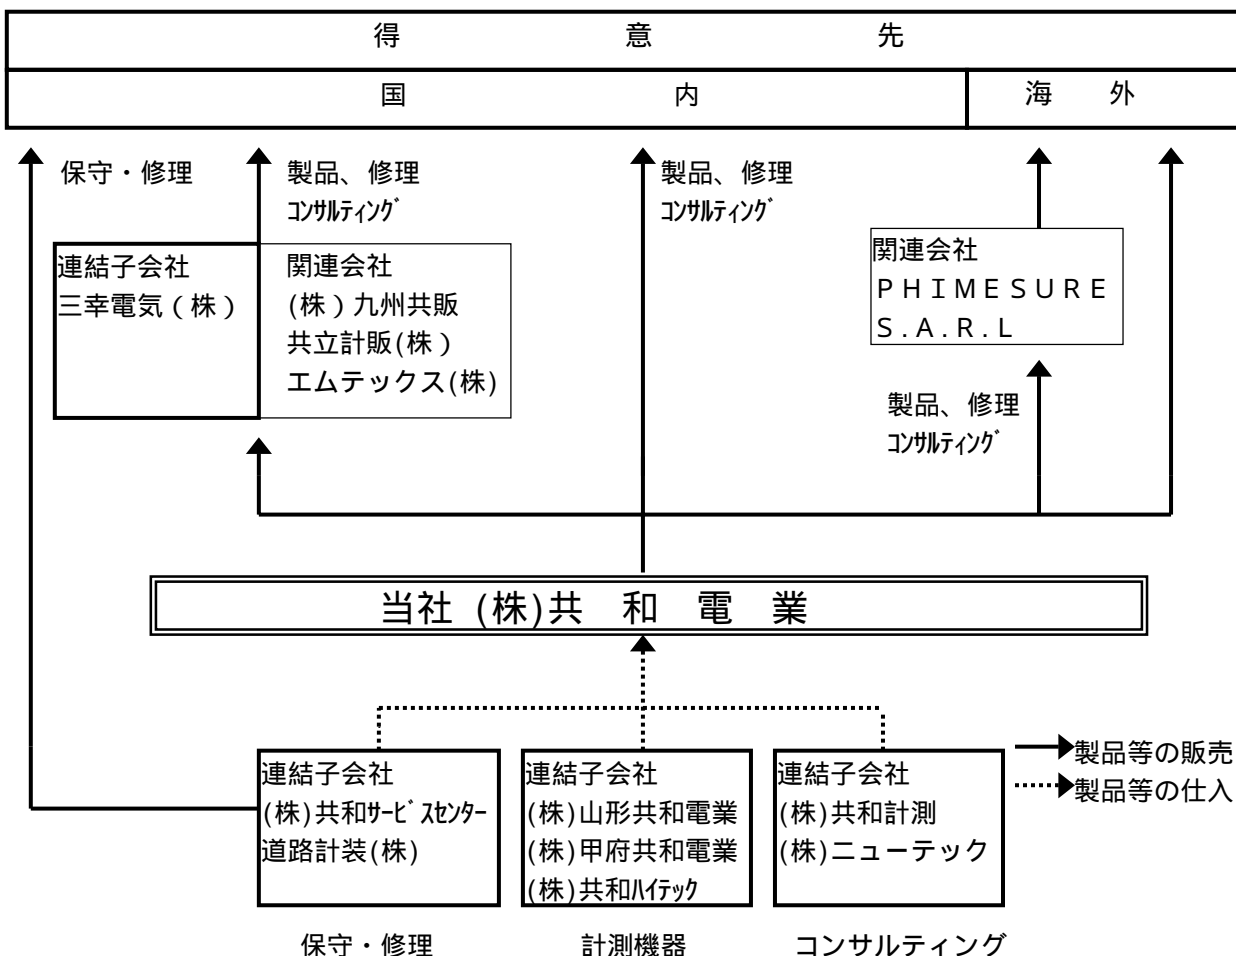 得意先
国内
海外
保守・修理
製品、修理
ｺﾝｻﾙﾃｨﾝｸﾞ
製品、修理
ｺﾝｻﾙﾃｨﾝｸﾞ
連結子会社
三幸電気（株）
関連会社
(株）九州共販
共立計販(株）
エムテックス(株)
関連会社
ＰＨＩＭＥＳＵＲＥ
Ｓ．Ａ．Ｒ．Ｌ
製品、修理
ｺﾝｻﾙﾃｨﾝｸﾞ
当社 (株)共 和 電 業
連結子会社
(株)共和ｻｰﾋﾞｽｾﾝﾀｰ
道路計装(株)
連結子会社
(株)山形共和電業
(株)甲府共和電業
(株)共和ﾊｲﾃｯｸ
連結子会社
(株)共和計測
(株)ニューテック
製品等の販売
製品等の仕入
保守・修理
計測機器
コンサルティング